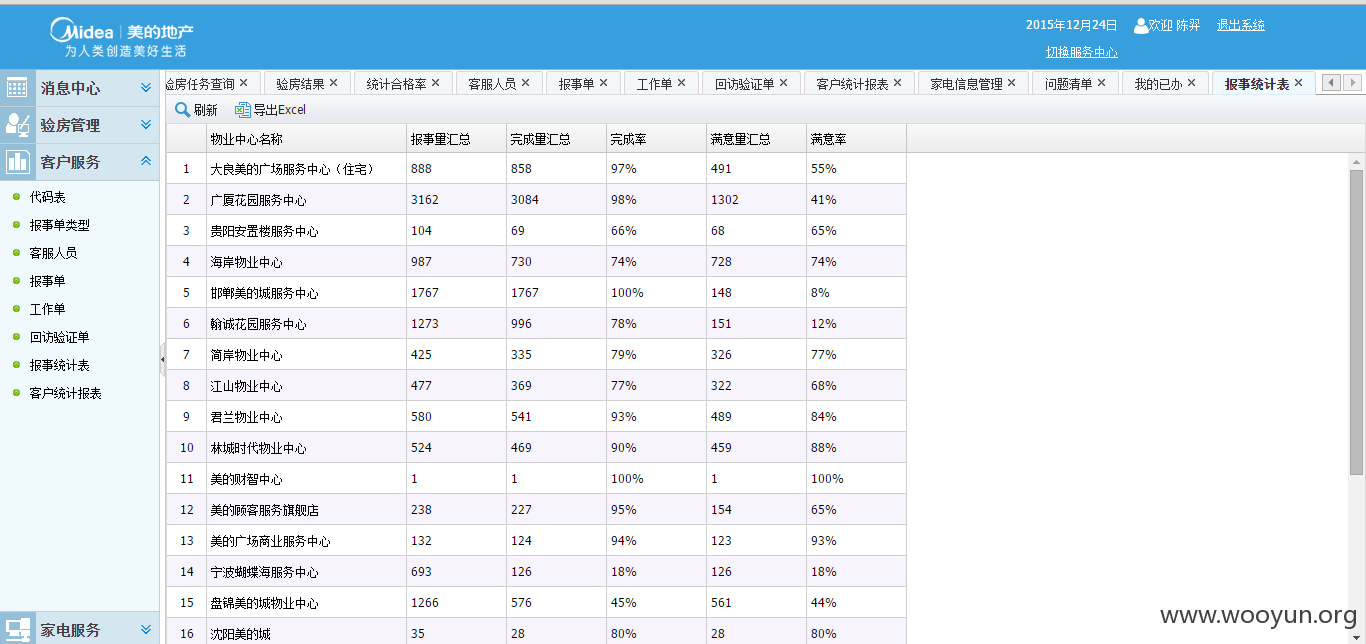 Midea 美的地产
为人类创造美好生活
2015年12月24日 欢迎 陈羿 退出系统
切换服务中心
消息中心
验房管理
客户服务
代码表
报事单类型
客服人员
报事单
工作单
回访验证单
报事统计表
客户统计报表
家电服务
验房任务查询 × 验房结果 × 统计合格率 × 客服人员 × 报事单 × 工作单 × 回访验证单 × 客户统计报表 × 家电信息管理 × 问题清单 × 我的已办 × 报事统计表 ×
刷新 导出Excel
物业中心名称 报事量汇总 完成量汇总 完成率 满意量汇总 满意率
1 大良美的广场服务中心（住宅） 888 858 97% 491 55%
2 广厦花园服务中心 3162 3084 98% 1302 41%
3 贵阳安置楼服务中心 104 69 66% 68 65%
4 海岸物业中心 987 730 74% 728 74%
5 邯郸美的城服务中心 1767 1767 100% 148 8%
6 翰诚花园服务中心 1273 996 78% 151 12%
7 简岸物业中心 425 335 79% 326 77%
8 江山物业中心 477 369 77% 322 68%
9 君兰物业中心 580 541 93% 489 84%
10 林城时代物业中心 524 469 90% 459 88%
11 美的财智中心 1 1 100% 1 100%
12 美的顾客服务旗舰店 238 227 95% 154 65%
13 美的广场商业服务中心 132 124 94% 123 93%
14 宁波蝴蝶海服务中心 693 126 18% 126 18%
15 盘锦美的城物业中心 1266 576 45% 561 44%
16 沈阳美的城 35 28 80% 28 80%
www.wooyun.org